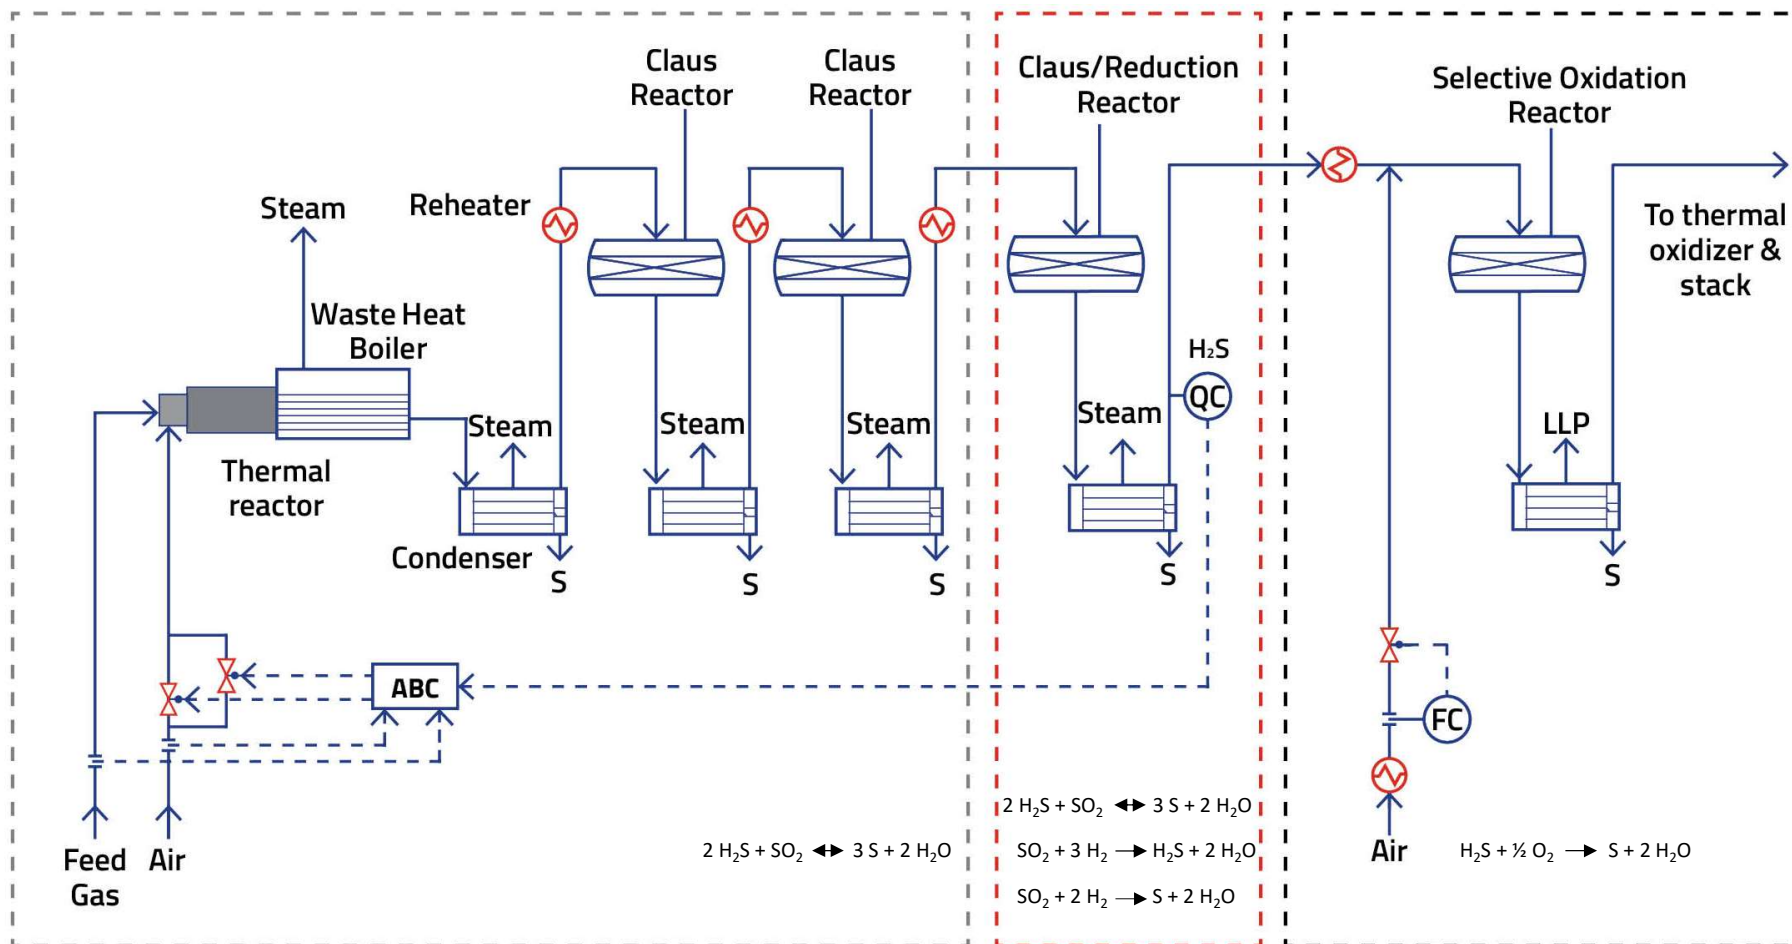 Claus
Reactor
Claus
Reactor
Claus/Reduction
Reactor
Selective Oxidation
Reactor
Steam
Reheater
To thermal
oxidizer &
stack
Waste Heat
Boiler
H₂S
QC
Steam
Steam
Steam
Steam
LLP
Thermal
reactor
Condenser
S
S
S
S
S
ABC
FC
Feed
Gas
Air
2 H₂S + SO₂ ↔ 3 S + 2 H₂O
2 H₂S + SO₂ ↔ 3 S + 2 H₂O
SO₂ + 3 H₂ → H₂S + 2 H₂O
SO₂ + 2 H₂ → S + 2 H₂O
Air
H₂S + ½ O₂ → S + 2 H₂O